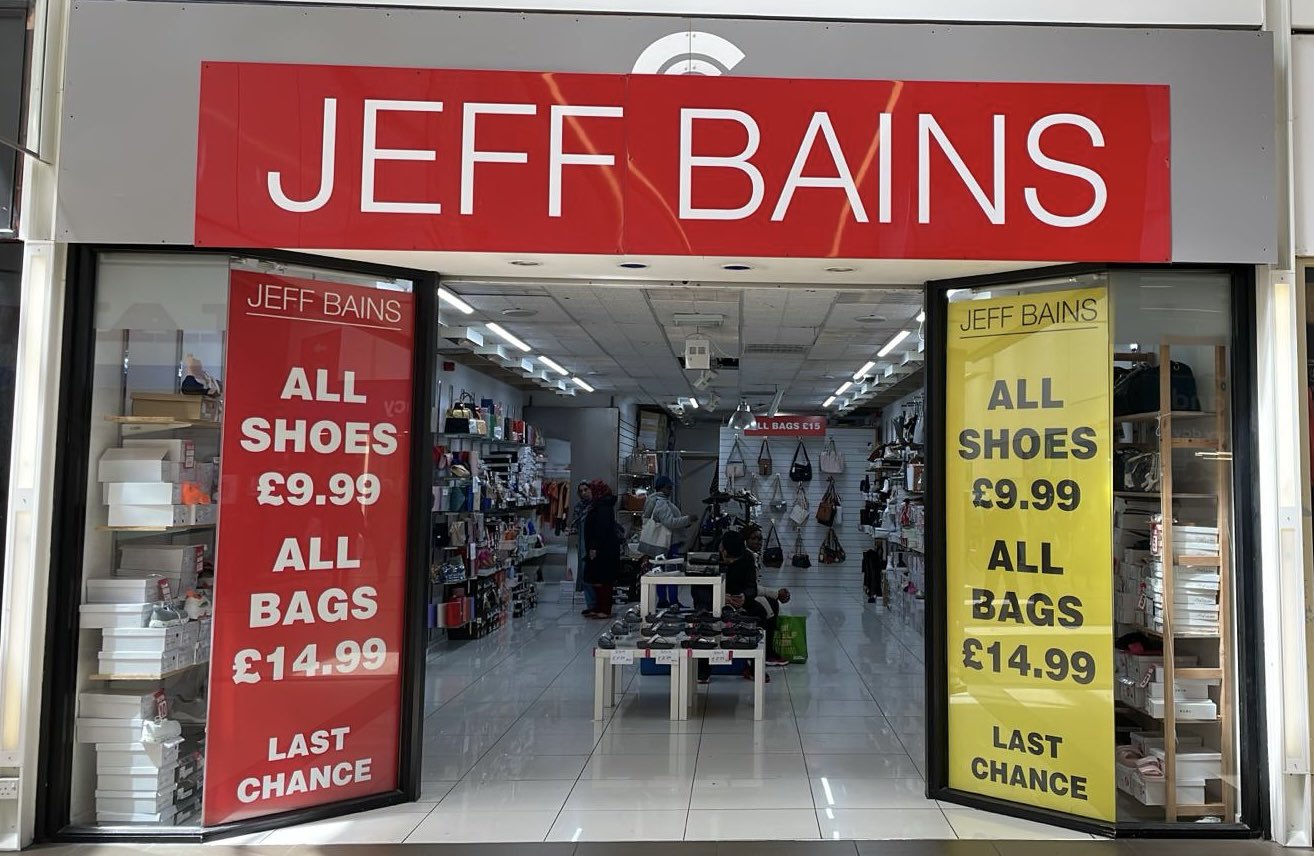 JEFF BAINS
JEFF BAINS
ALL
SHOES
£9.99
ALL
BAGS
£14.99
LAST
CHANCE
ALL BAGS £15
JEFF BAINS
ALL
SHOES
£9.99
ALL
BAGS
£14.99
LAST
CHANCE